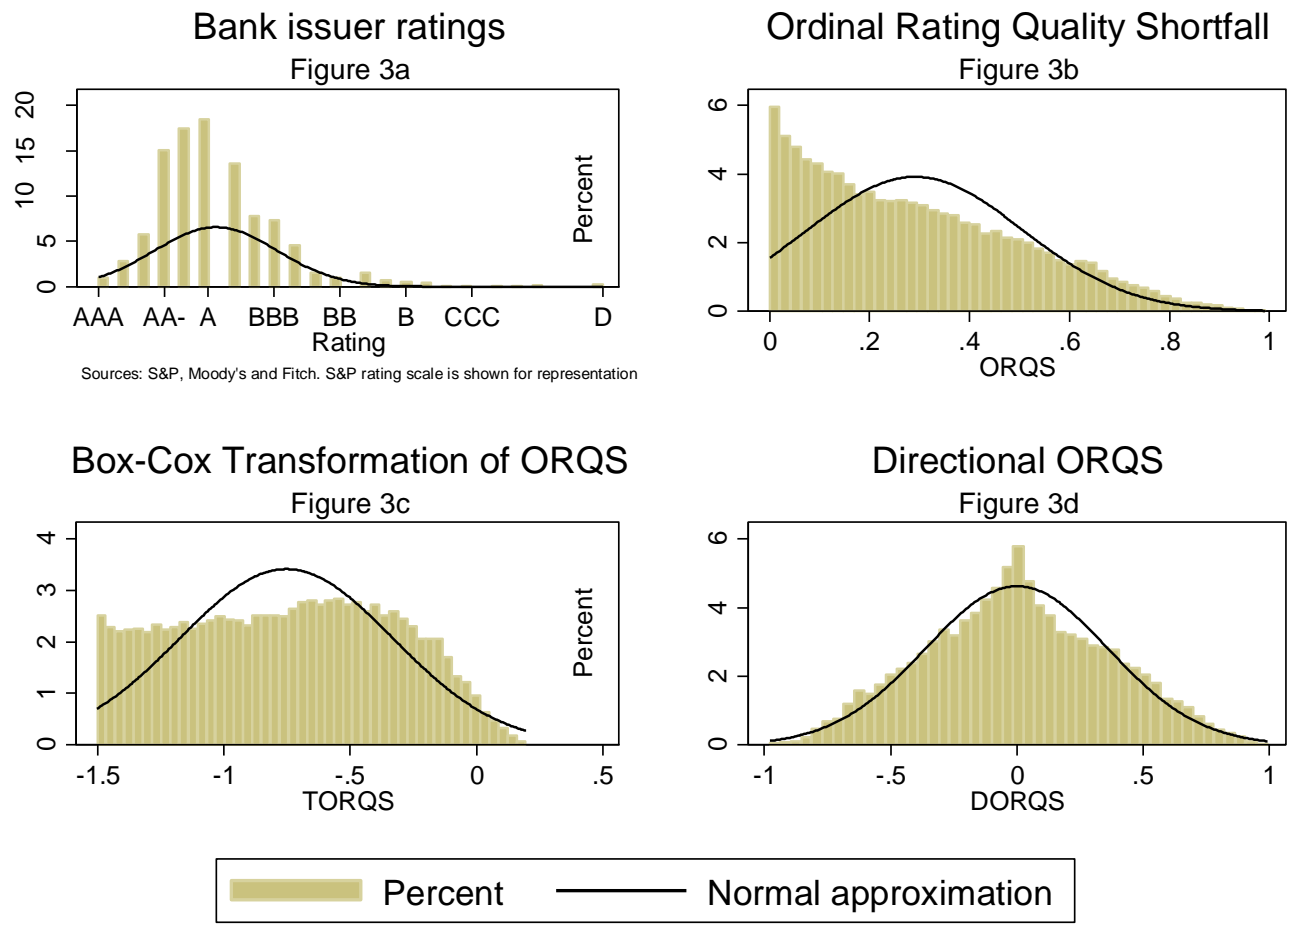 Bank issuer ratings
Figure 3a
20
15
10
5
0
AAA AA- A BBB BB B CCC D
Rating
Sources: S&P, Moody's and Fitch. S&P rating scale is shown for representation
Ordinal Rating Quality Shortfall
Figure 3b
Percent
6
4
2
0
0 .2 .4 .6 .8 1
ORQS
Box-Cox Transformation of ORQS
Figure 3c
4
3
2
1
0
-1.5 -1 -.5 0 .5
TORQS
Directional ORQS
Figure 3d
Percent
6
4
2
0
-1 -.5 0 .5 1
DORQS
Percent Normal approximation